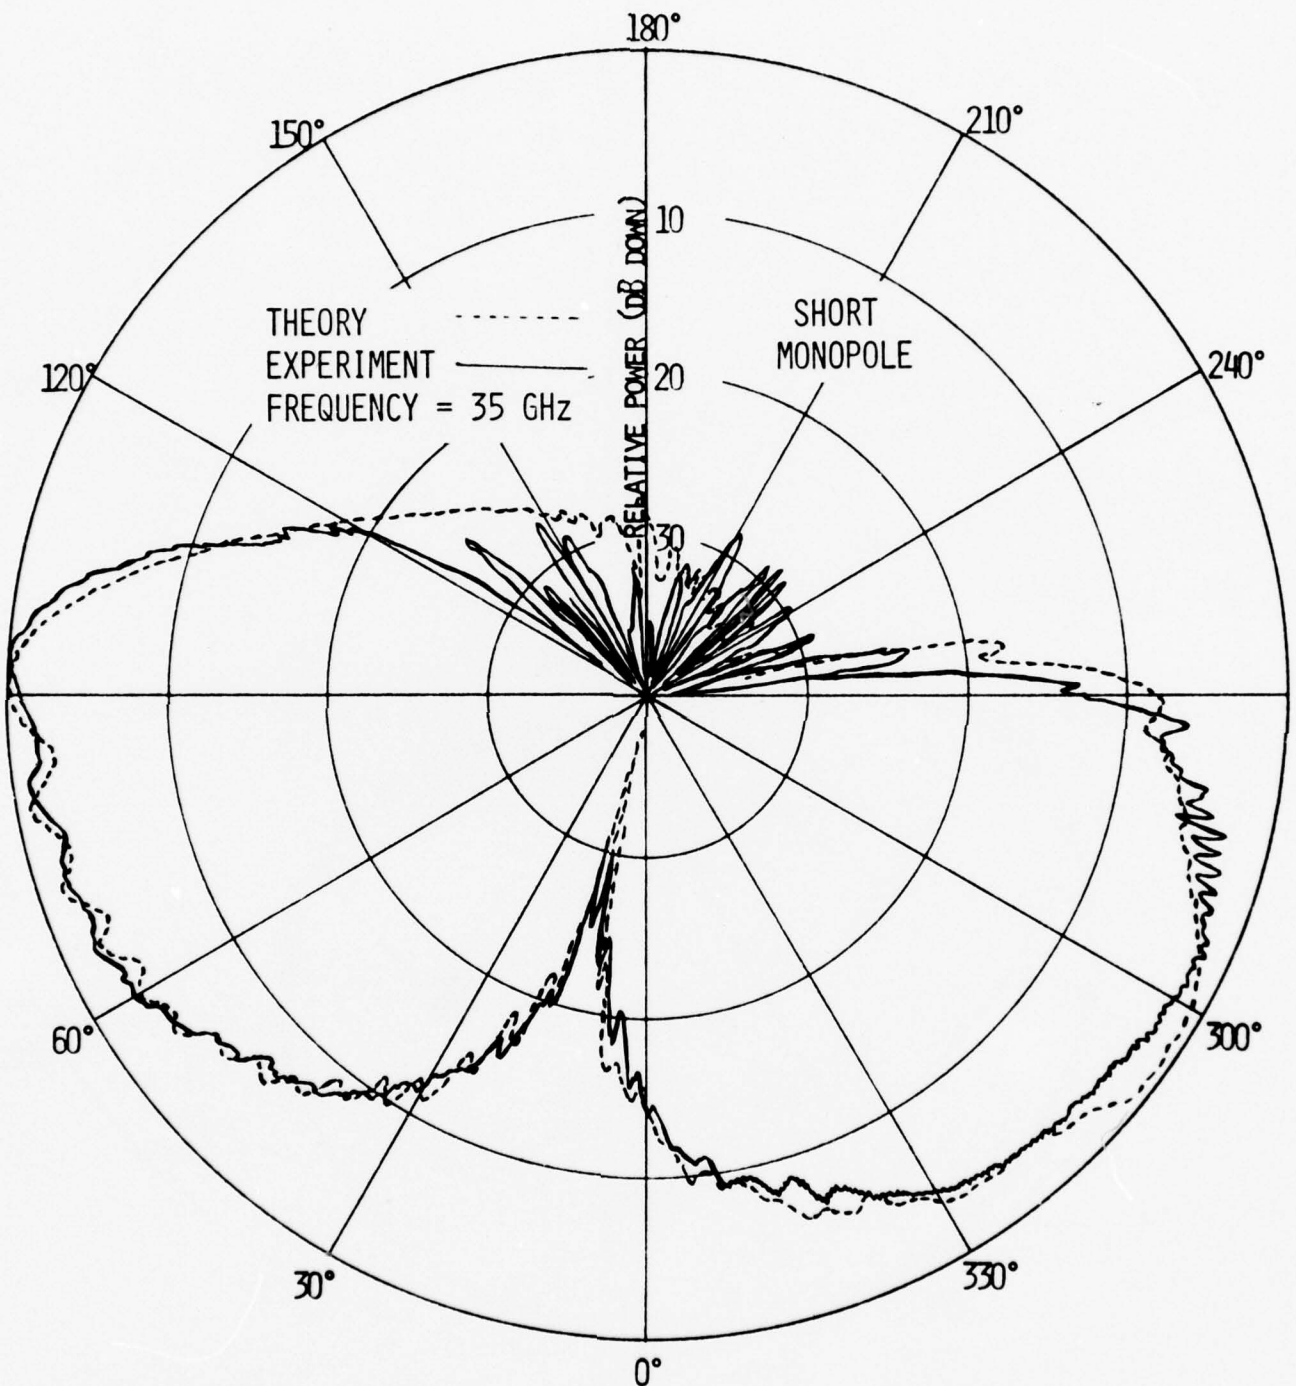 180°
150°
210°
10
RELATIVE POWER (DB DOWN)
THEORY
EXPERIMENT
FREQUENCY = 35 GHz
SHORT
MONOPOLE
120°
20
240°
30
60°
300°
30°
330°
0°